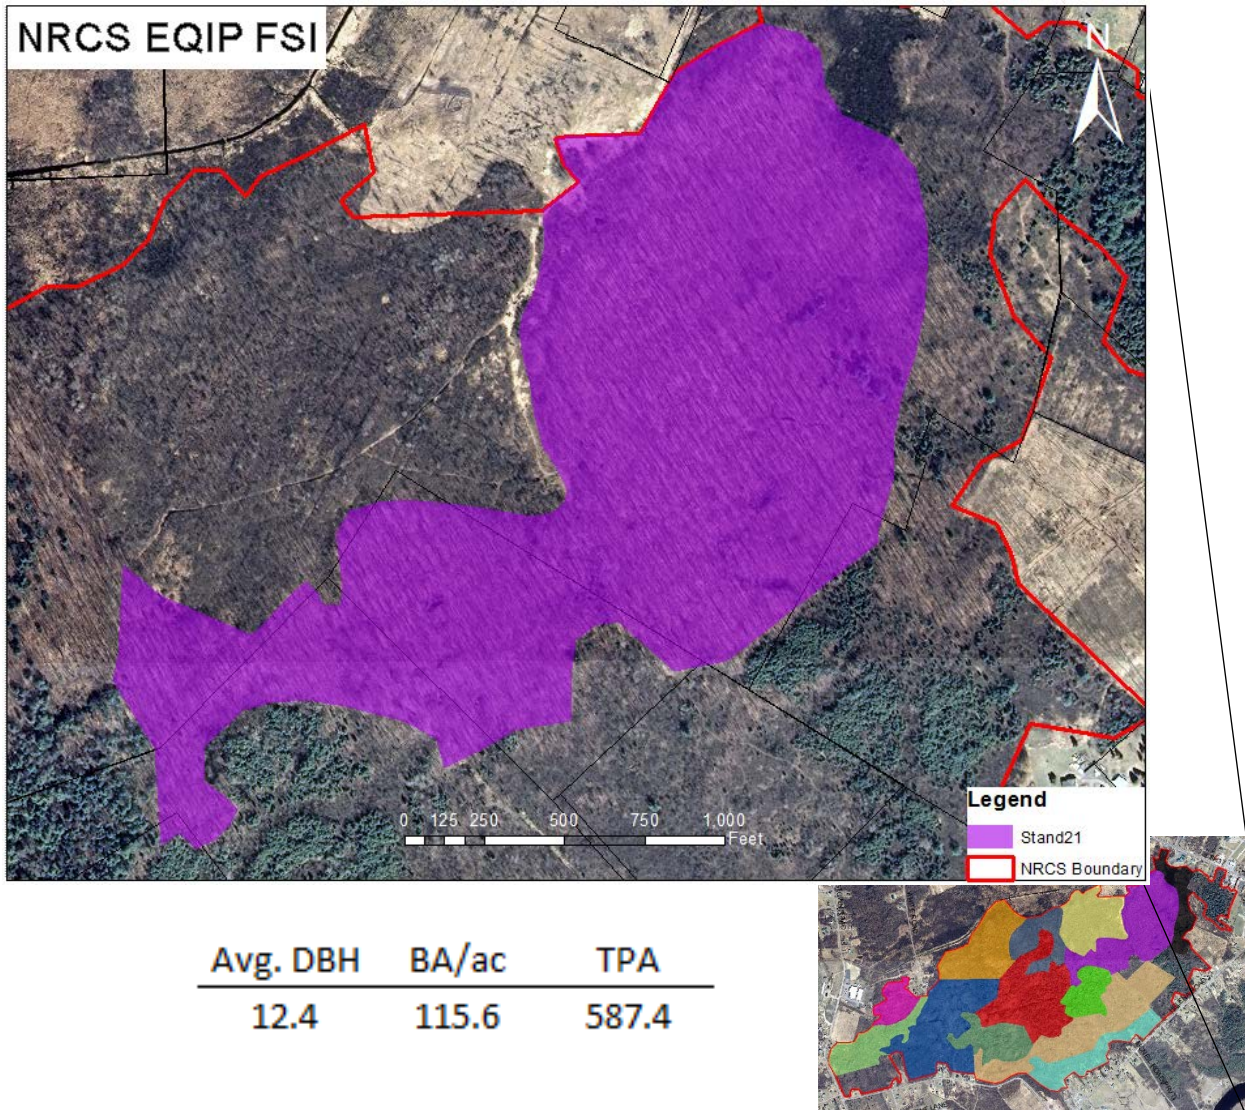 NRCS EQIP FSI
N
0 125 250 500 750 1,000
Feet
Legend
Stand21
NRCS Boundary
Avg. DBH BA/ac TPA
12.4 115.6 587.4